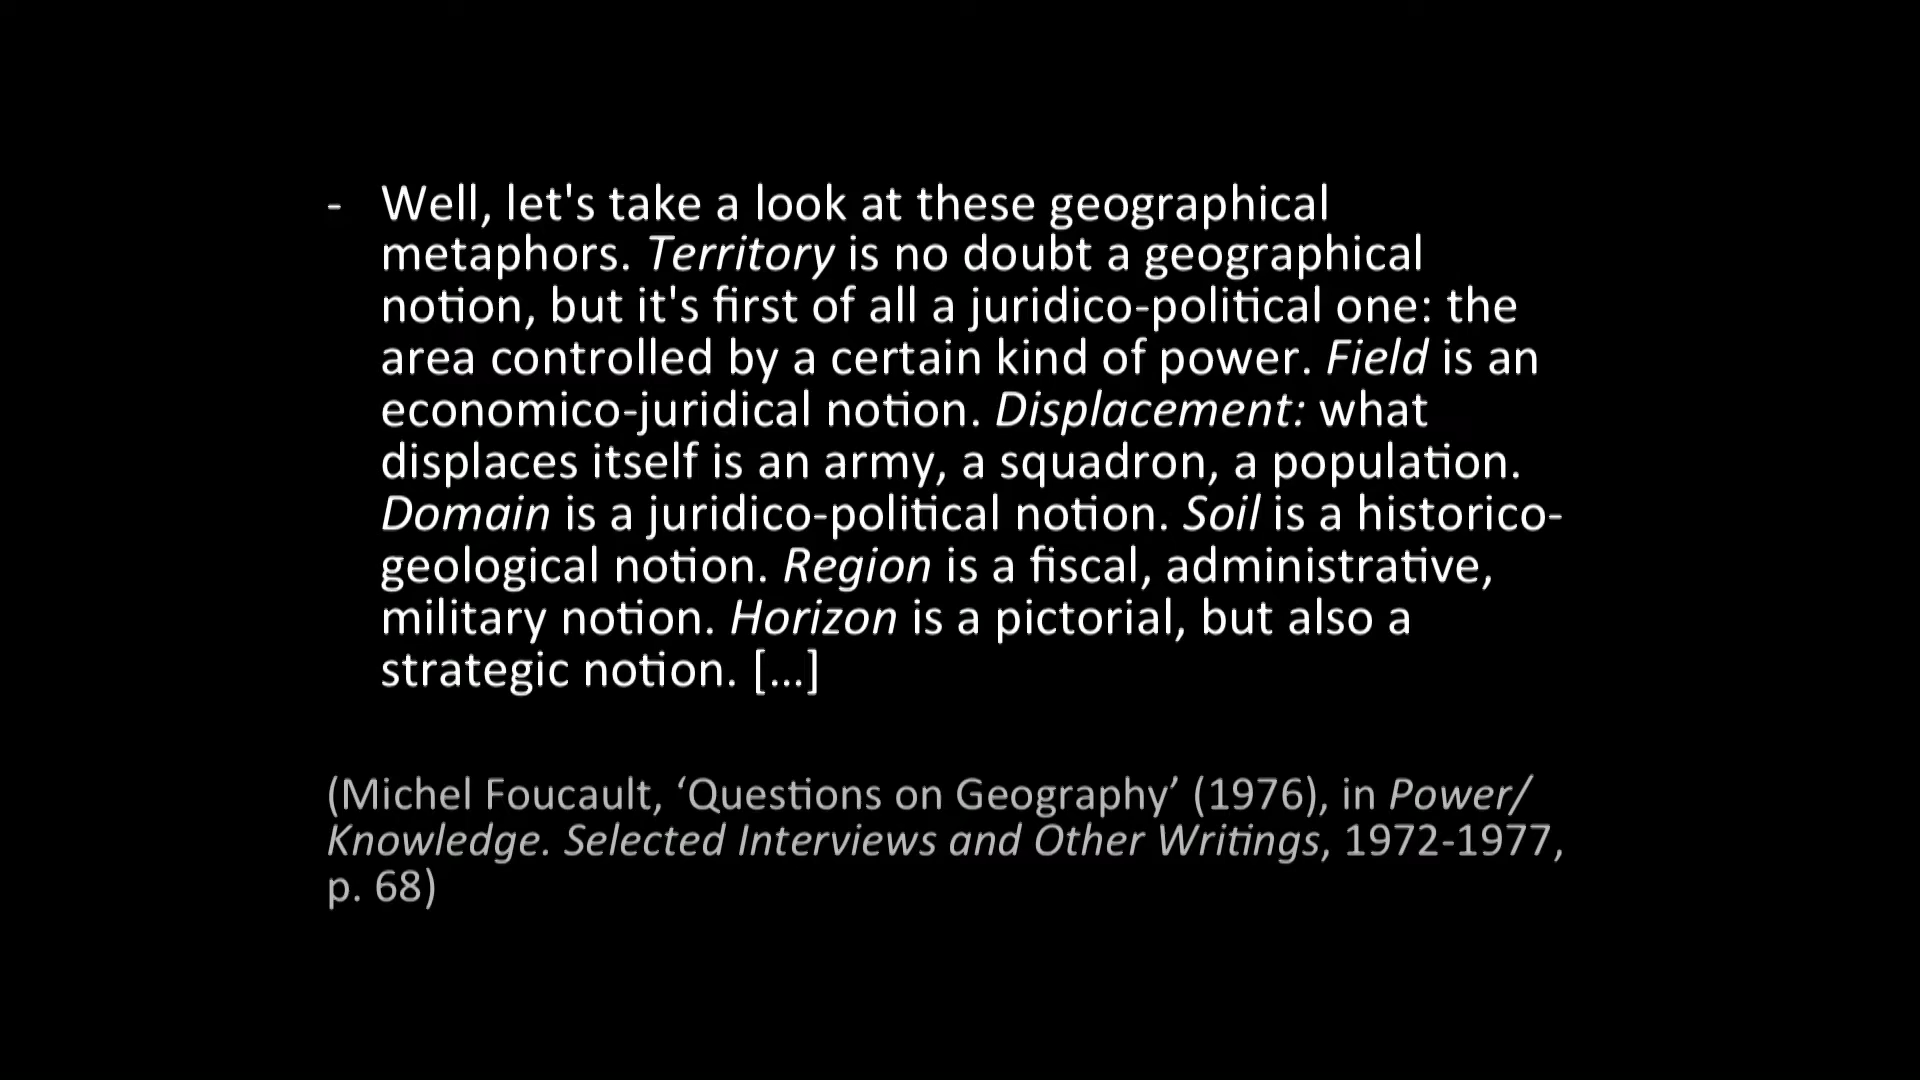 - Well, let's take a look at these geographical
metaphors. Territory is no doubt a geographical
notion, but it's first of all a juridico-political one: the
area controlled by a certain kind of power. Field is an
economico-juridical notion. Displacement: what
displaces itself is an army, a squadron, a population.
Domain is a juridico-political notion. Soil is a historico-
geological notion. Region is a fiscal, administrative,
military notion. Horizon is a pictorial, but also a
strategic notion. [...]
(Michel Foucault, ‘Questions on Geography’ (1976), in Power/
Knowledge. Selected Interviews and Other Writings, 1972-1977,
p. 68)